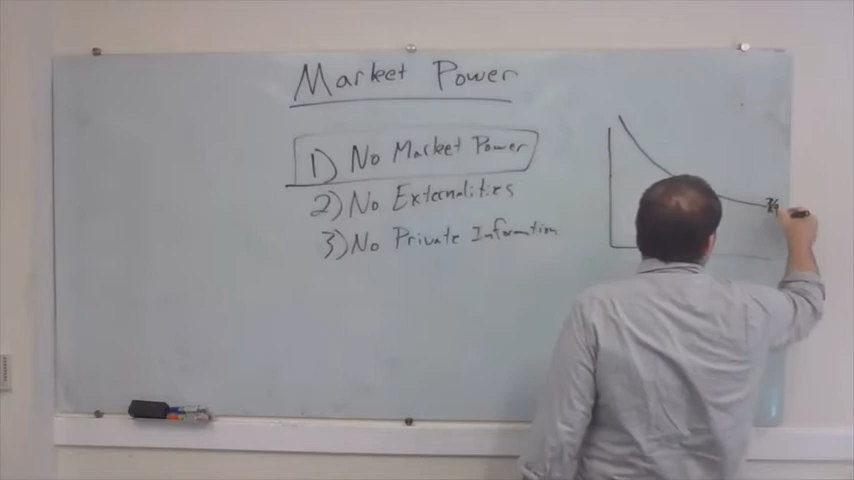 Market Power
1) No Market Power
2) No Externalities
3) No Private Information